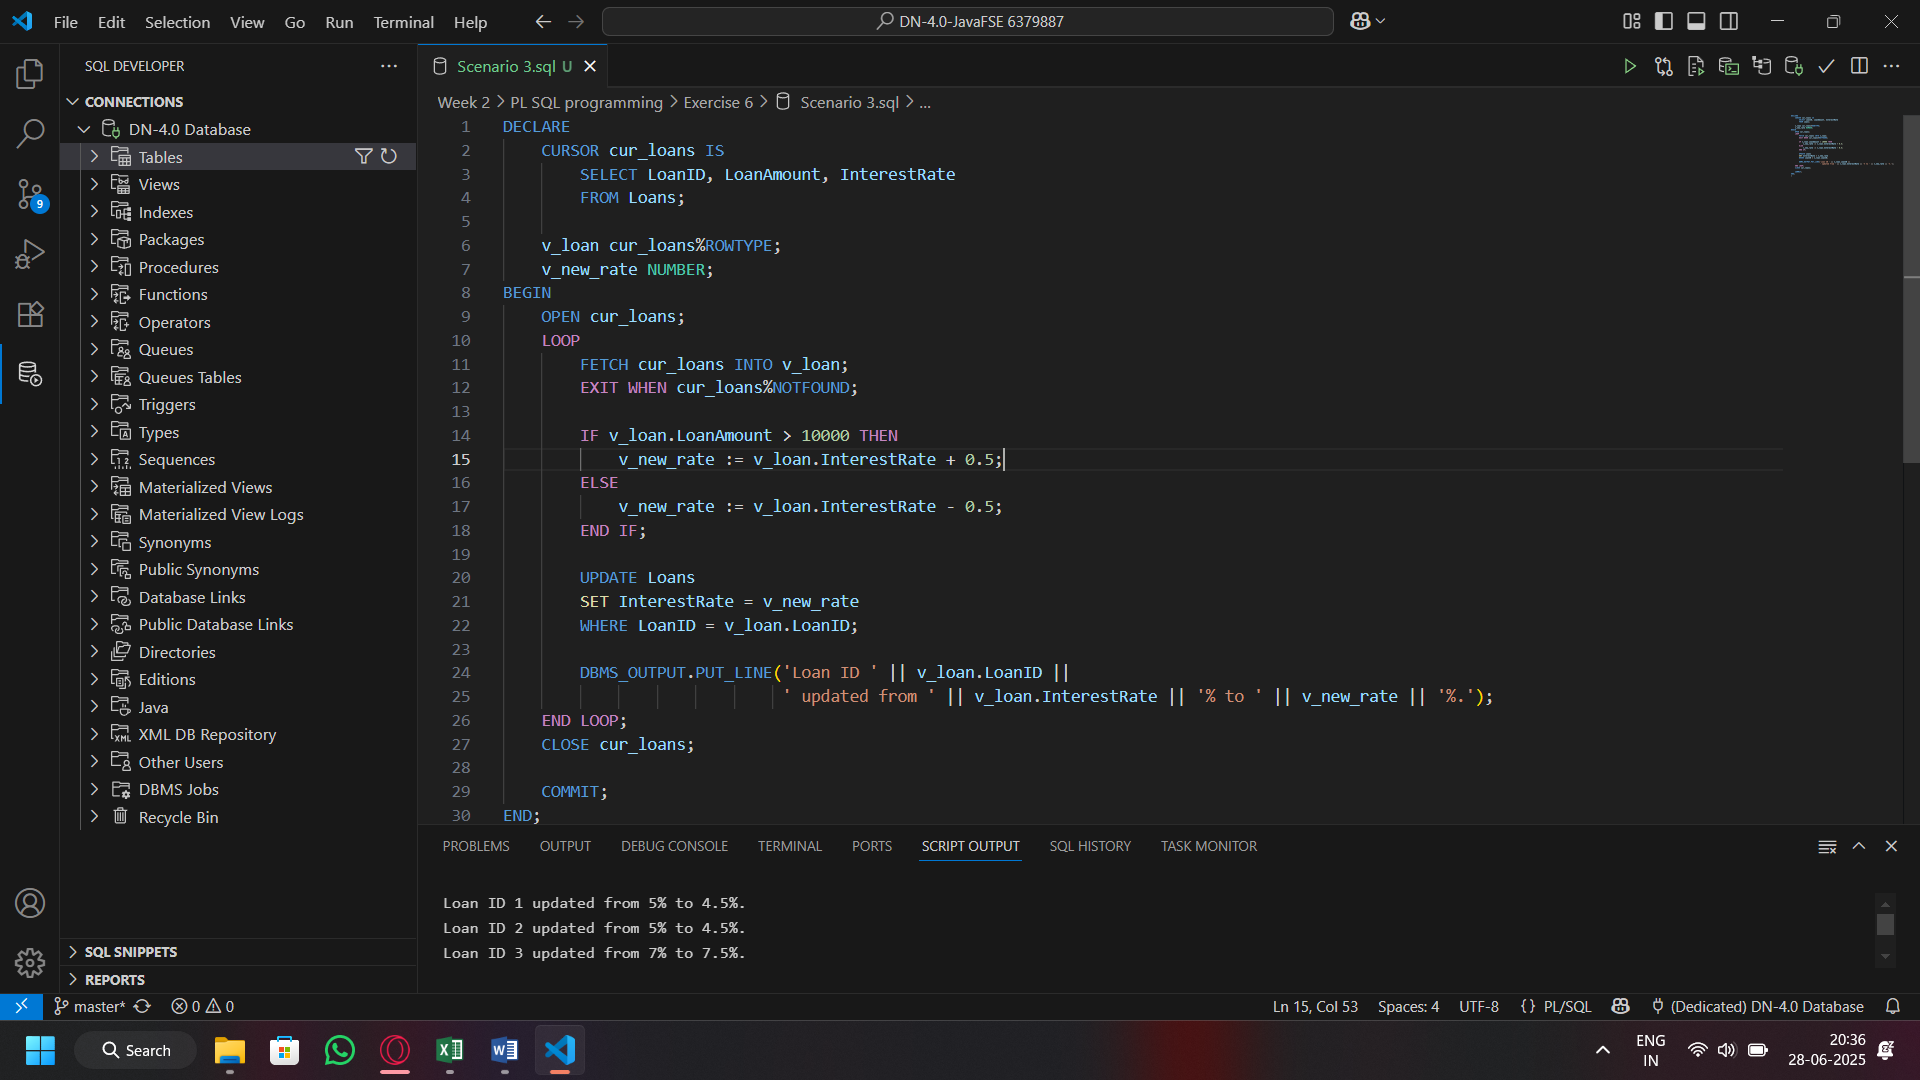 File Edit Selection View Go Run Terminal Help
DN-4.0-JavaFSE 6379887
SQL DEVELOPER
CONNECTIONS
DN-4.0 Database
Tables
Views
Indexes
Packages
Procedures
Functions
Operators
Queues
Queues Tables
Triggers
Types
Sequences
Materialized Views
Materialized View Logs
Synonyms
Public Synonyms
Database Links
Public Database Links
Directories
Editions
Java
XML DB Repository
Other Users
DBMS Jobs
Recycle Bin
SQL SNIPPETS
REPORTS
9
Scenario 3.sql U
Week 2 > PL SQL programming > Exercise 6 > Scenario 3.sql > ...
1 DECLARE
2 CURSOR cur_loans IS
3 SELECT LoanID, LoanAmount, InterestRate
4 FROM Loans;
5
6 v_loan cur_loans%ROWTYPE;
7 v_new_rate NUMBER;
8 BEGIN
9 OPEN cur_loans;
10 LOOP
11 FETCH cur_loans INTO v_loan;
12 EXIT WHEN cur_loans%NOTFOUND;
13
14 IF v_loan.LoanAmount > 10000 THEN
15 v_new_rate := v_loan.InterestRate + 0.5;
16 ELSE
17 v_new_rate := v_loan.InterestRate - 0.5;
18 END IF;
19
20 UPDATE Loans
21 SET InterestRate = v_new_rate
22 WHERE LoanID = v_loan.LoanID;
23
24 DBMS_OUTPUT.PUT_LINE('Loan ID ' || v_loan.LoanID ||
25 ' updated from ' || v_loan.InterestRate || '% to ' || v_new_rate || '%.');
26 END LOOP;
27 CLOSE cur_loans;
28
29 COMMIT;
30 END;
PROBLEMS OUTPUT DEBUG CONSOLE TERMINAL PORTS SCRIPT OUTPUT SQL HISTORY TASK MONITOR
Loan ID 1 updated from 5% to 4.5%.
Loan ID 2 updated from 5% to 4.5%.
Loan ID 3 updated from 7% to 7.5%.
master* 0 0
Ln 15, Col 53 Spaces: 4 UTF-8 {} PL/SQL (Dedicated) DN-4.0 Database
Search
ENG
IN
20:36
28-06-2025